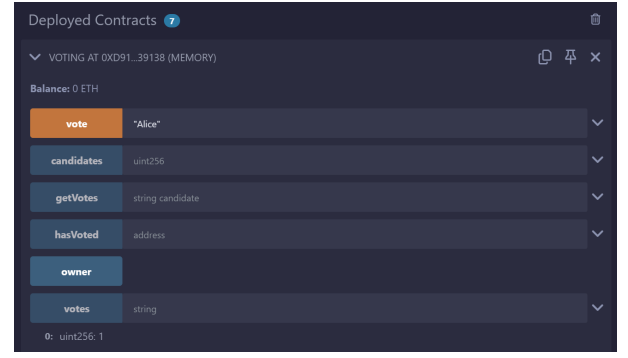 Deployed Contracts 7
VOTING AT 0XD91...39138 (MEMORY)
Balance: 0 ETH
vote "Alice"
candidates uint256
getVotes string candidate
hasVoted address
owner
votes string
0: uint256: 1